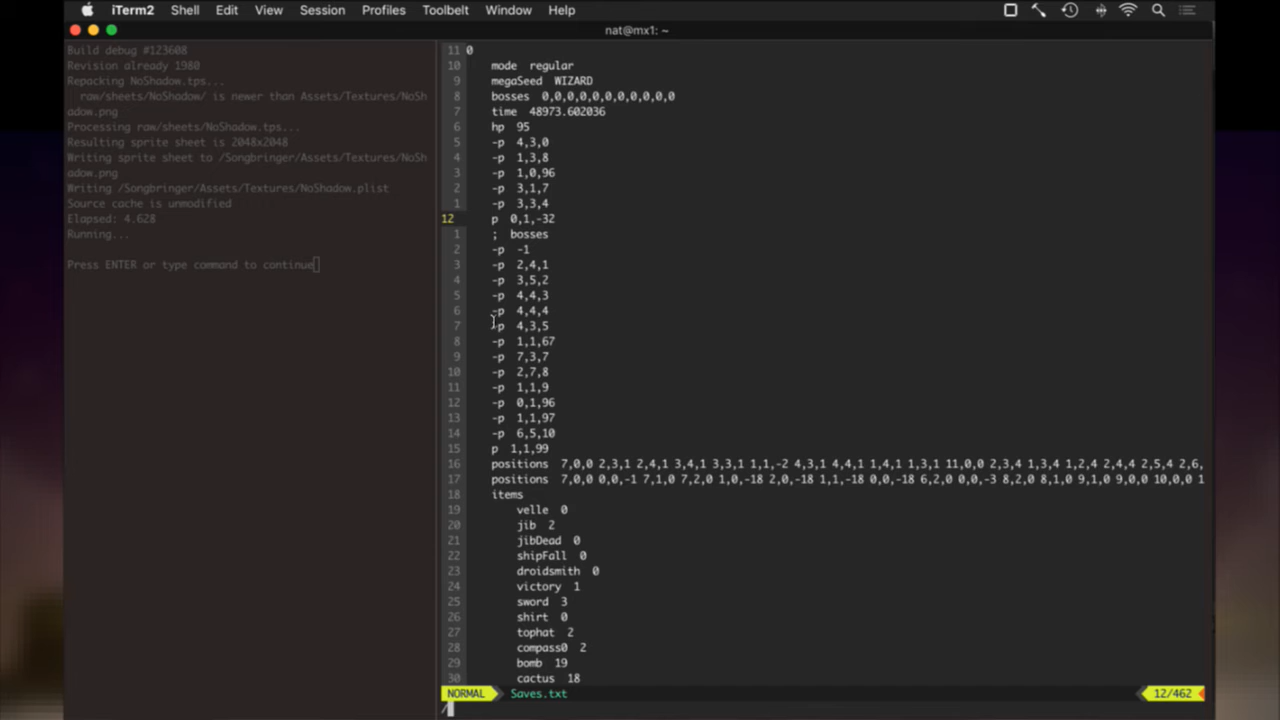 iTerm2 Shell Edit View Session Profiles Toolbelt Window Help
nat@mx1: ~
Build debug #123608
Revision already 1980
Repacking NoShadow.tps...
raw/sheets/NoShadow/ is newer than Assets/Textures/NoSh
adow.png
Processing raw/sheets/NoShadow.tps...
Resulting sprite sheet is 2048x2048
Writing sprite sheet to /Songbringer/Assets/Textures/NoSh
adow.png
Writing /Songbringer/Assets/Textures/NoShadow.plist
Source cache is unmodified
Elapsed: 4.628
Running...
Press ENTER or type command to continue
11 0
10 mode regular
9 megaSeed WIZARD
8 bosses 0,0,0,0,0,0,0,0,0,0,0
7 time 48973.602036
6 hp 95
5 -p 4,3,0
4 -p 1,3,8
3 -p 1,0,96
2 -p 3,1,7
1 -p 3,3,4
12 p 0,1,-32
1 ; bosses
2 -p -1
3 -p 2,4,1
4 -p 3,5,2
5 -p 4,4,3
6 -p 4,4,4
7 -p 4,3,5
8 -p 1,1,67
9 -p 7,3,7
10 -p 2,7,8
11 -p 1,1,9
12 -p 0,1,96
13 -p 1,1,97
14 -p 6,5,10
15 p 1,1,99
16 positions 7,0,0 2,3,1 2,4,1 3,4,1 3,3,1 1,1,-2 4,3,1 4,4,1 1,4,1 1,3,1 11,0,0 2,3,4 1,3,4 1,2,4 2,4,4 2,5,4 2,6,
17 positions 7,0,0 0,0,-1 7,1,0 7,2,0 1,0,-18 2,0,-18 1,1,-18 0,0,-18 6,2,0 0,0,-3 8,2,0 8,1,0 9,1,0 9,0,0 10,0,0 1
18 items
19 velle 0
20 jib 2
21 jibDead 0
22 shipFall 0
23 droidsmith 0
24 victory 1
25 sword 3
26 shirt 0
27 tophat 2
28 compass0 2
29 bomb 19
30 cactus 18
NORMAL Saves.txt 12/462
/